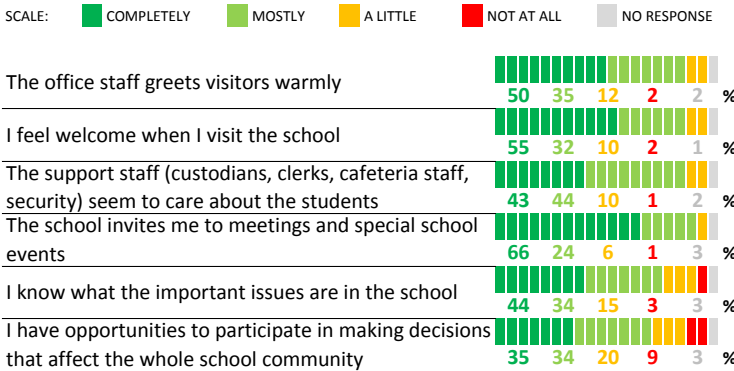 SCALE: COMPLETELY MOSTLY A LITTLE NOT AT ALL NO RESPONSE
The office staff greets visitors warmly
50 35 12 2 2 %
I feel welcome when I visit the school
55 32 10 2 1 %
The support staff (custodians, clerks, cafeteria staff,
security) seem to care about the students
43 44 10 1 2 %
The school invites me to meetings and special school
events
66 24 6 1 3 %
I know what the important issues are in the school
44 34 15 3 3 %
I have opportunities to participate in making decisions
that affect the whole school community
35 34 20 9 3 %